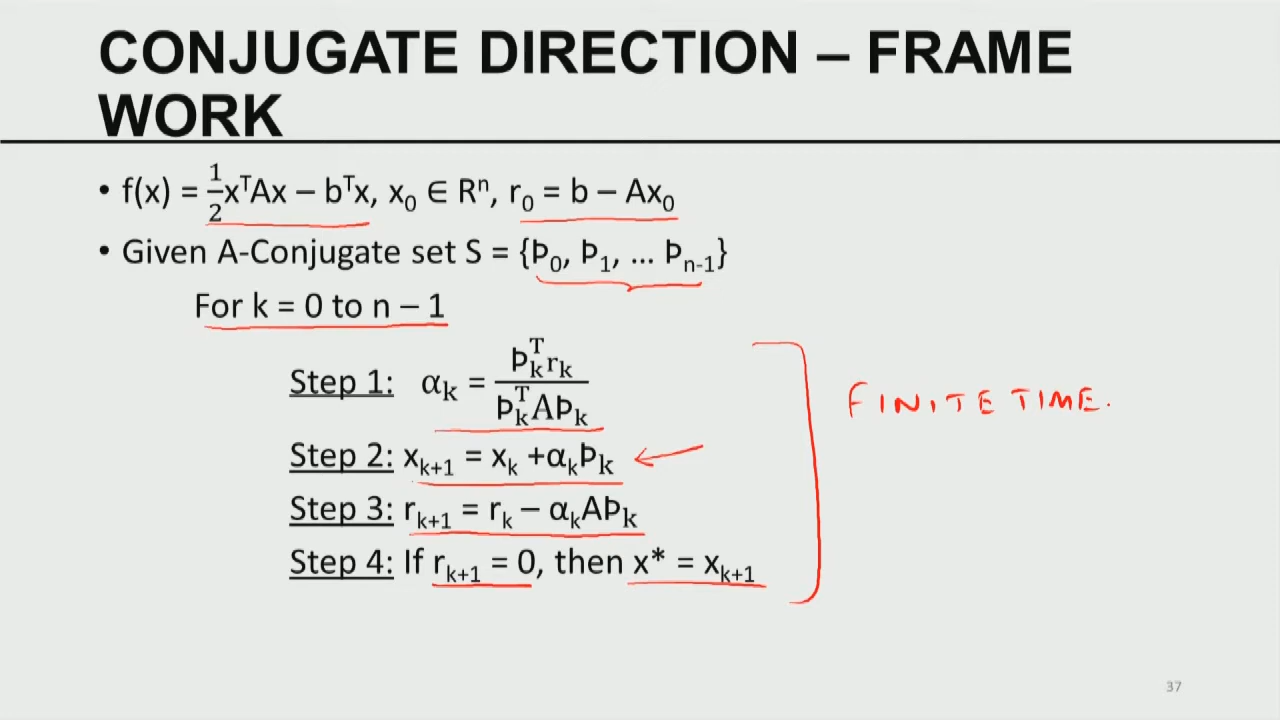 CONJUGATE DIRECTION – FRAME
WORK
• f(x) = ½xᵀAx – bᵀx, x₀ ∈ Rⁿ, r₀ = b – Ax₀
• Given A-Conjugate set S = {Þ₀, Þ₁, ... Þₙ₋₁}
For k = 0 to n – 1
Step 1: αₖ = Þₖᵀrₖ / ÞₖᵀAÞₖ
Step 2: xₖ₊₁ = xₖ +αₖÞₖ
Step 3: rₖ₊₁ = rₖ – αₖAÞₖ
Step 4: If rₖ₊₁ = 0, then x* = xₖ₊₁
FINITE TIME.
37